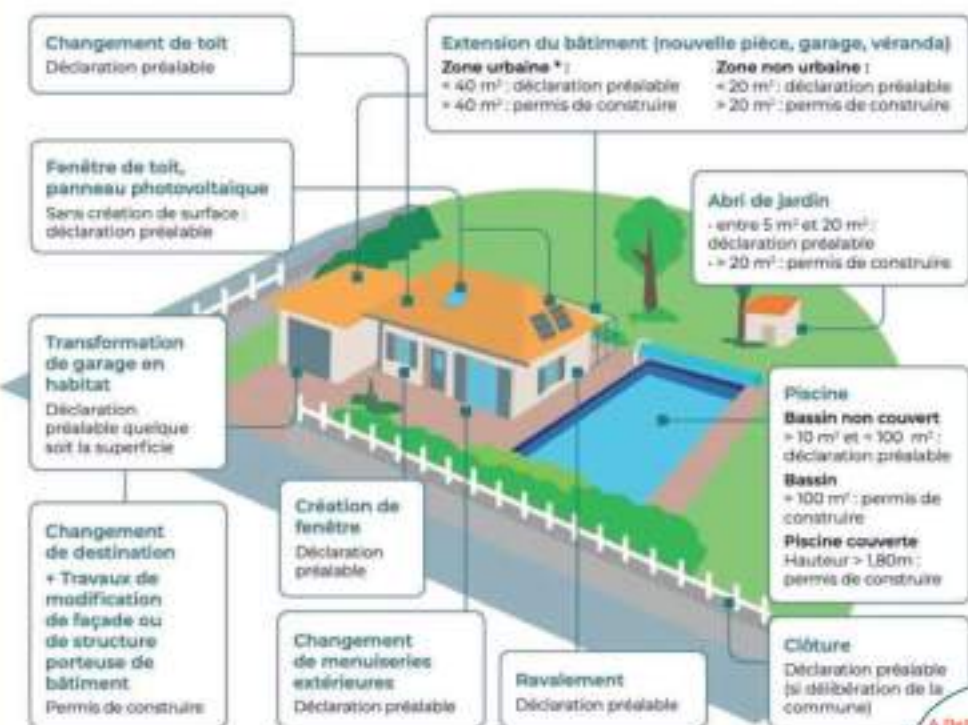 Changement de toit
Déclaration préalable
Extension du bâtiment (nouvelle pièce, garage, véranda)
Zone urbaine * :
< 40 m² : déclaration préalable
> 40 m² : permis de construire
Zone non urbaine :
< 20 m² : déclaration préalable
> 20 m² : permis de construire
Fenêtre de toit,
panneau photovoltaïque
Sans création de surface :
déclaration préalable
Abri de jardin
- entre 5 m² et 20 m² :
déclaration préalable
- > 20 m² : permis de construire
Transformation
de garage en
habitat
Déclaration
préalable quelque
soit la superficie
Piscine
Bassin non couvert
> 10 m² et < 100 m² :
déclaration préalable
Bassin
100 m² : permis de
construire
Piscine couverte
Hauteur > 1,80m :
permis de construire
Changement
de destination
+ Travaux de
modification
de façade ou
de structure
porteuse de
bâtiment
Permis de construire
Création de
fenêtre
Déclaration
préalable
Changement
de menuiseries
extérieures
Déclaration préalable
Ravalement
Déclaration préalable
Clôture
Déclaration préalable
(si délibération de la
commune)